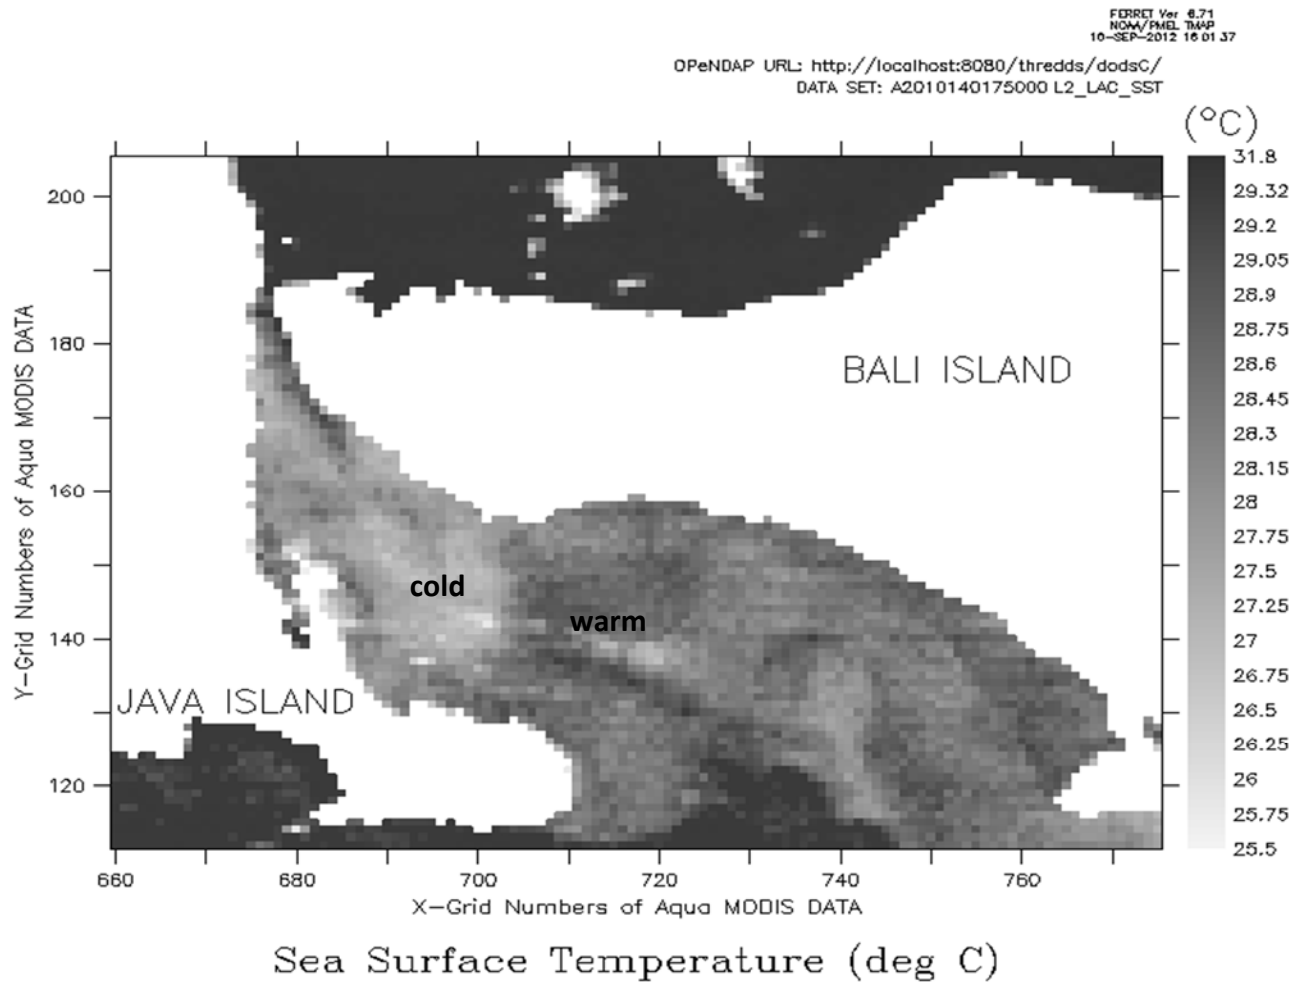 FERRET Ver 6.71
NOAA/PMEL TMAP
10-SEP-2012 16 01 37
OPeNDAP URL: http://localhost:8080/thredds/dodsC/
DATA SET: A2010140175000 L2_LAC_SST
(°C)
31.8
29.32
29.2
29.05
28.9
28.75
28.6
28.45
28.3
28.15
28
27.75
27.5
27.25
27
26.75
26.5
26.25
26
25.75
25.5
200
180
160
140
120
Y-Grid Numbers of Aqua MODIS DATA
BALI ISLAND
cold
warm
JAVA ISLAND
660 680 700 720 740 760
X-Grid Numbers of Aqua MODIS DATA
Sea Surface Temperature (deg C)